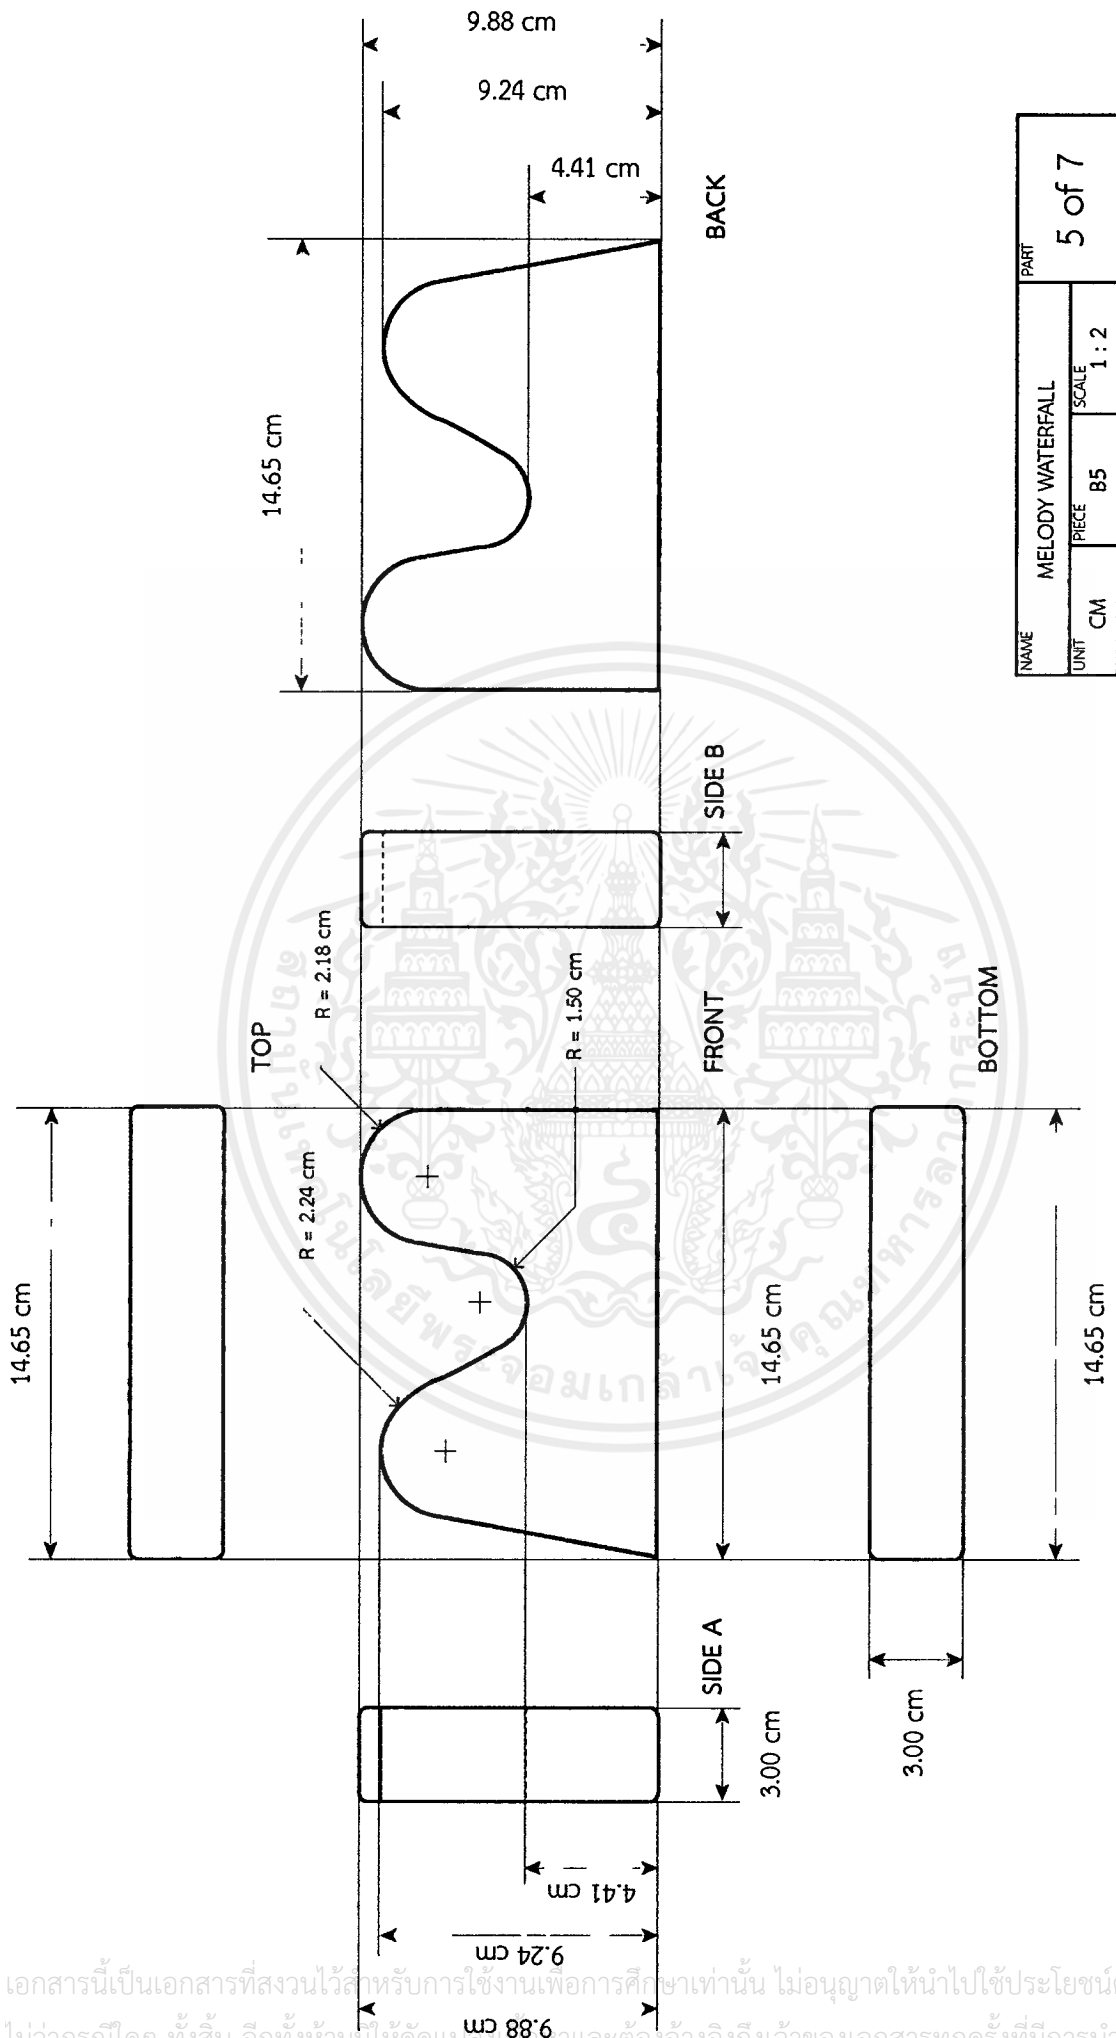 9.88 cm
9.24 cm
4.41 cm
14.65 cm
BACK
14.65 cm
TOP
R = 2.18 cm
R = 2.24 cm
R = 1.50 cm
SIDE B
FRONT
14.65 cm
SIDE A
3.00 cm
4.41 cm
9.24 cm
9.88 cm
BOTTOM
3.00 cm
14.65 cm
NAME
MELODY WATERFALL
PART
5 of 7
UNIT
CM
PIECE
B5
SCALE
1 : 2
เอกสารนี้เป็นเอกสารที่สงวนไว้สำหรับการใช้งานเพื่อการศึกษาเท่านั้น ไม่อนุญาตให้นำไปใช้ประโยชน์